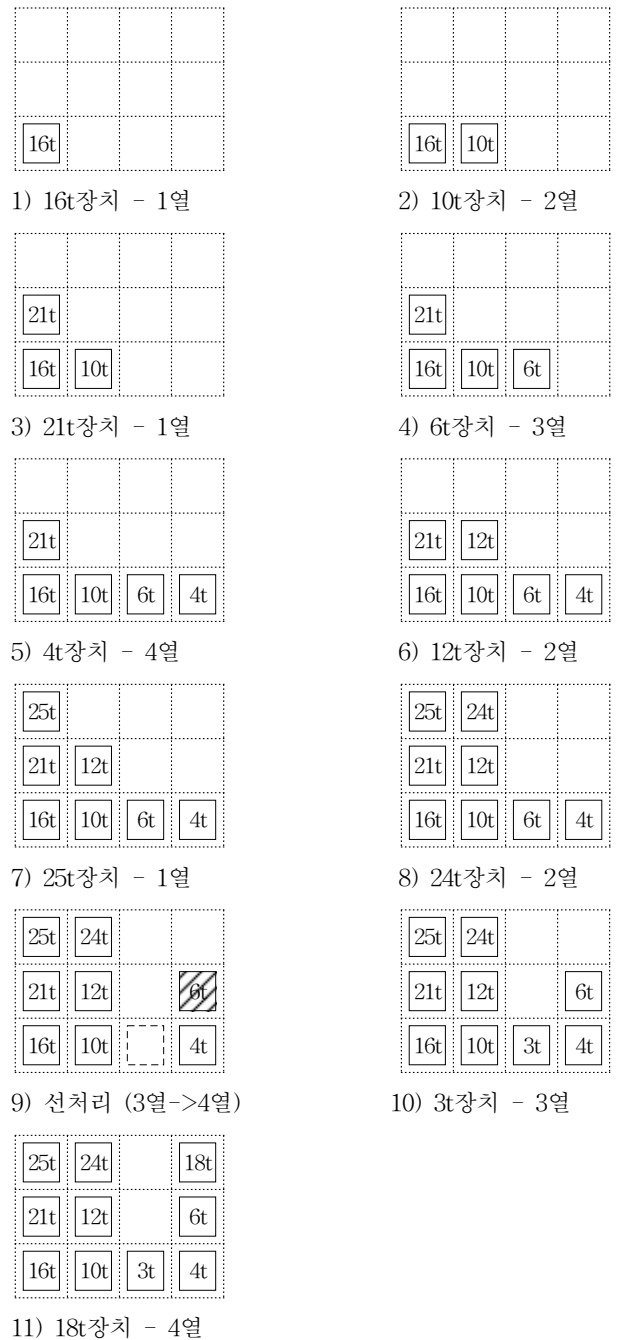 16t
16t 10t
1) 16t장치 - 1열
2) 10t장치 - 2열
21t
16t 10t
21t
16t 10t 6t
3) 21t장치 - 1열
4) 6t장치 - 3열
21t
16t 10t 6t 4t
21t 12t
16t 10t 6t 4t
5) 4t장치 - 4열
6) 12t장치 - 2열
25t
21t 12t
16t 10t 6t 4t
25t 24t
21t 12t
16t 10t 6t 4t
7) 25t장치 - 1열
8) 24t장치 - 2열
25t 24t
21t 12t 6t
16t 10t 4t
25t 24t
21t 12t 6t
16t 10t 3t 4t
9) 선처리 (3열->4열)
10) 3t장치 - 3열
25t 24t 18t
21t 12t 6t
16t 10t 3t 4t
11) 18t장치 - 4열